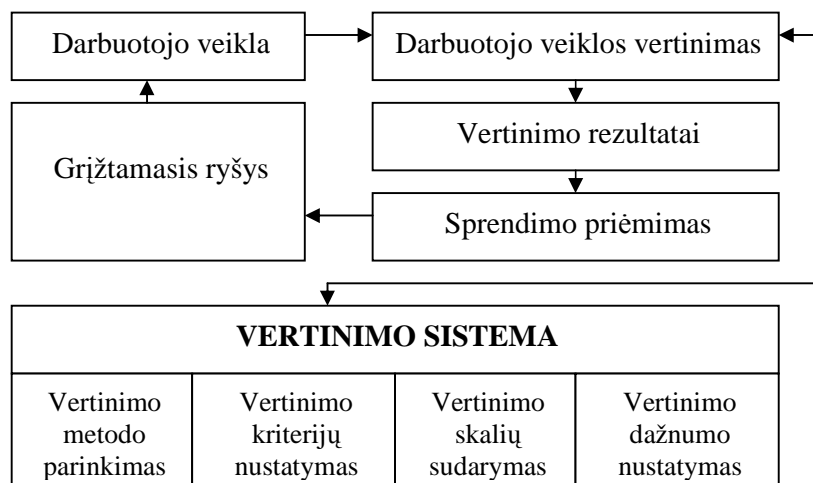 Darbuotojo veikla
Darbuotojo veiklos vertinimas
Vertinimo rezultatai
Grįžtamasis ryšys
Sprendimo priėmimas
VERTINIMO SISTEMA
Vertinimo
metodo
parinkimas
Vertinimo
kriterijų
nustatymas
Vertinimo
skalių
sudarymas
Vertinimo
dažnumo
nustatymas